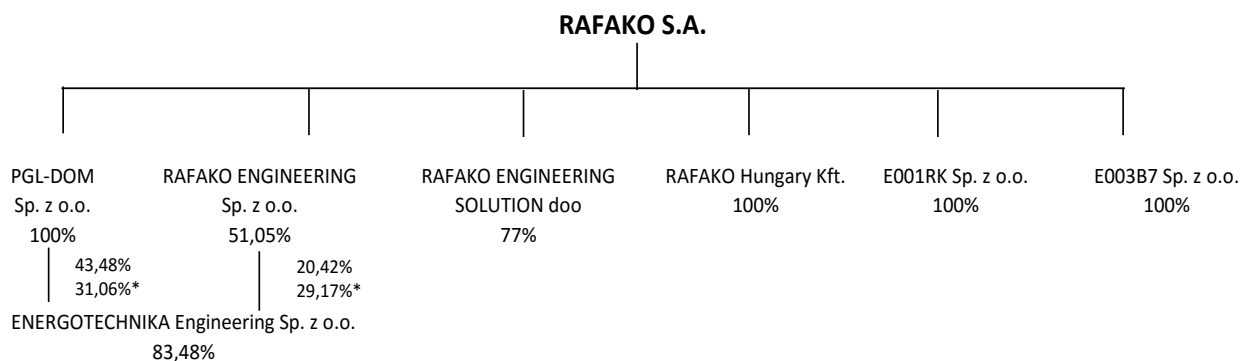 RAFAKO S.A.
PGL-DOM
Sp. z o.o.
100%
RAFAKO ENGINEERING
Sp. z o.o.
51,05%
RAFAKO ENGINEERING
SOLUTION doo
77%
RAFAKO Hungary Kft.
100%
E001RK Sp. z o.o.
100%
E003B7 Sp. z o.o.
100%
43,48%
31,06%*
20,42%
29,17%*
ENERGOTECHNIKA Engineering Sp. z o.o.
83,48%